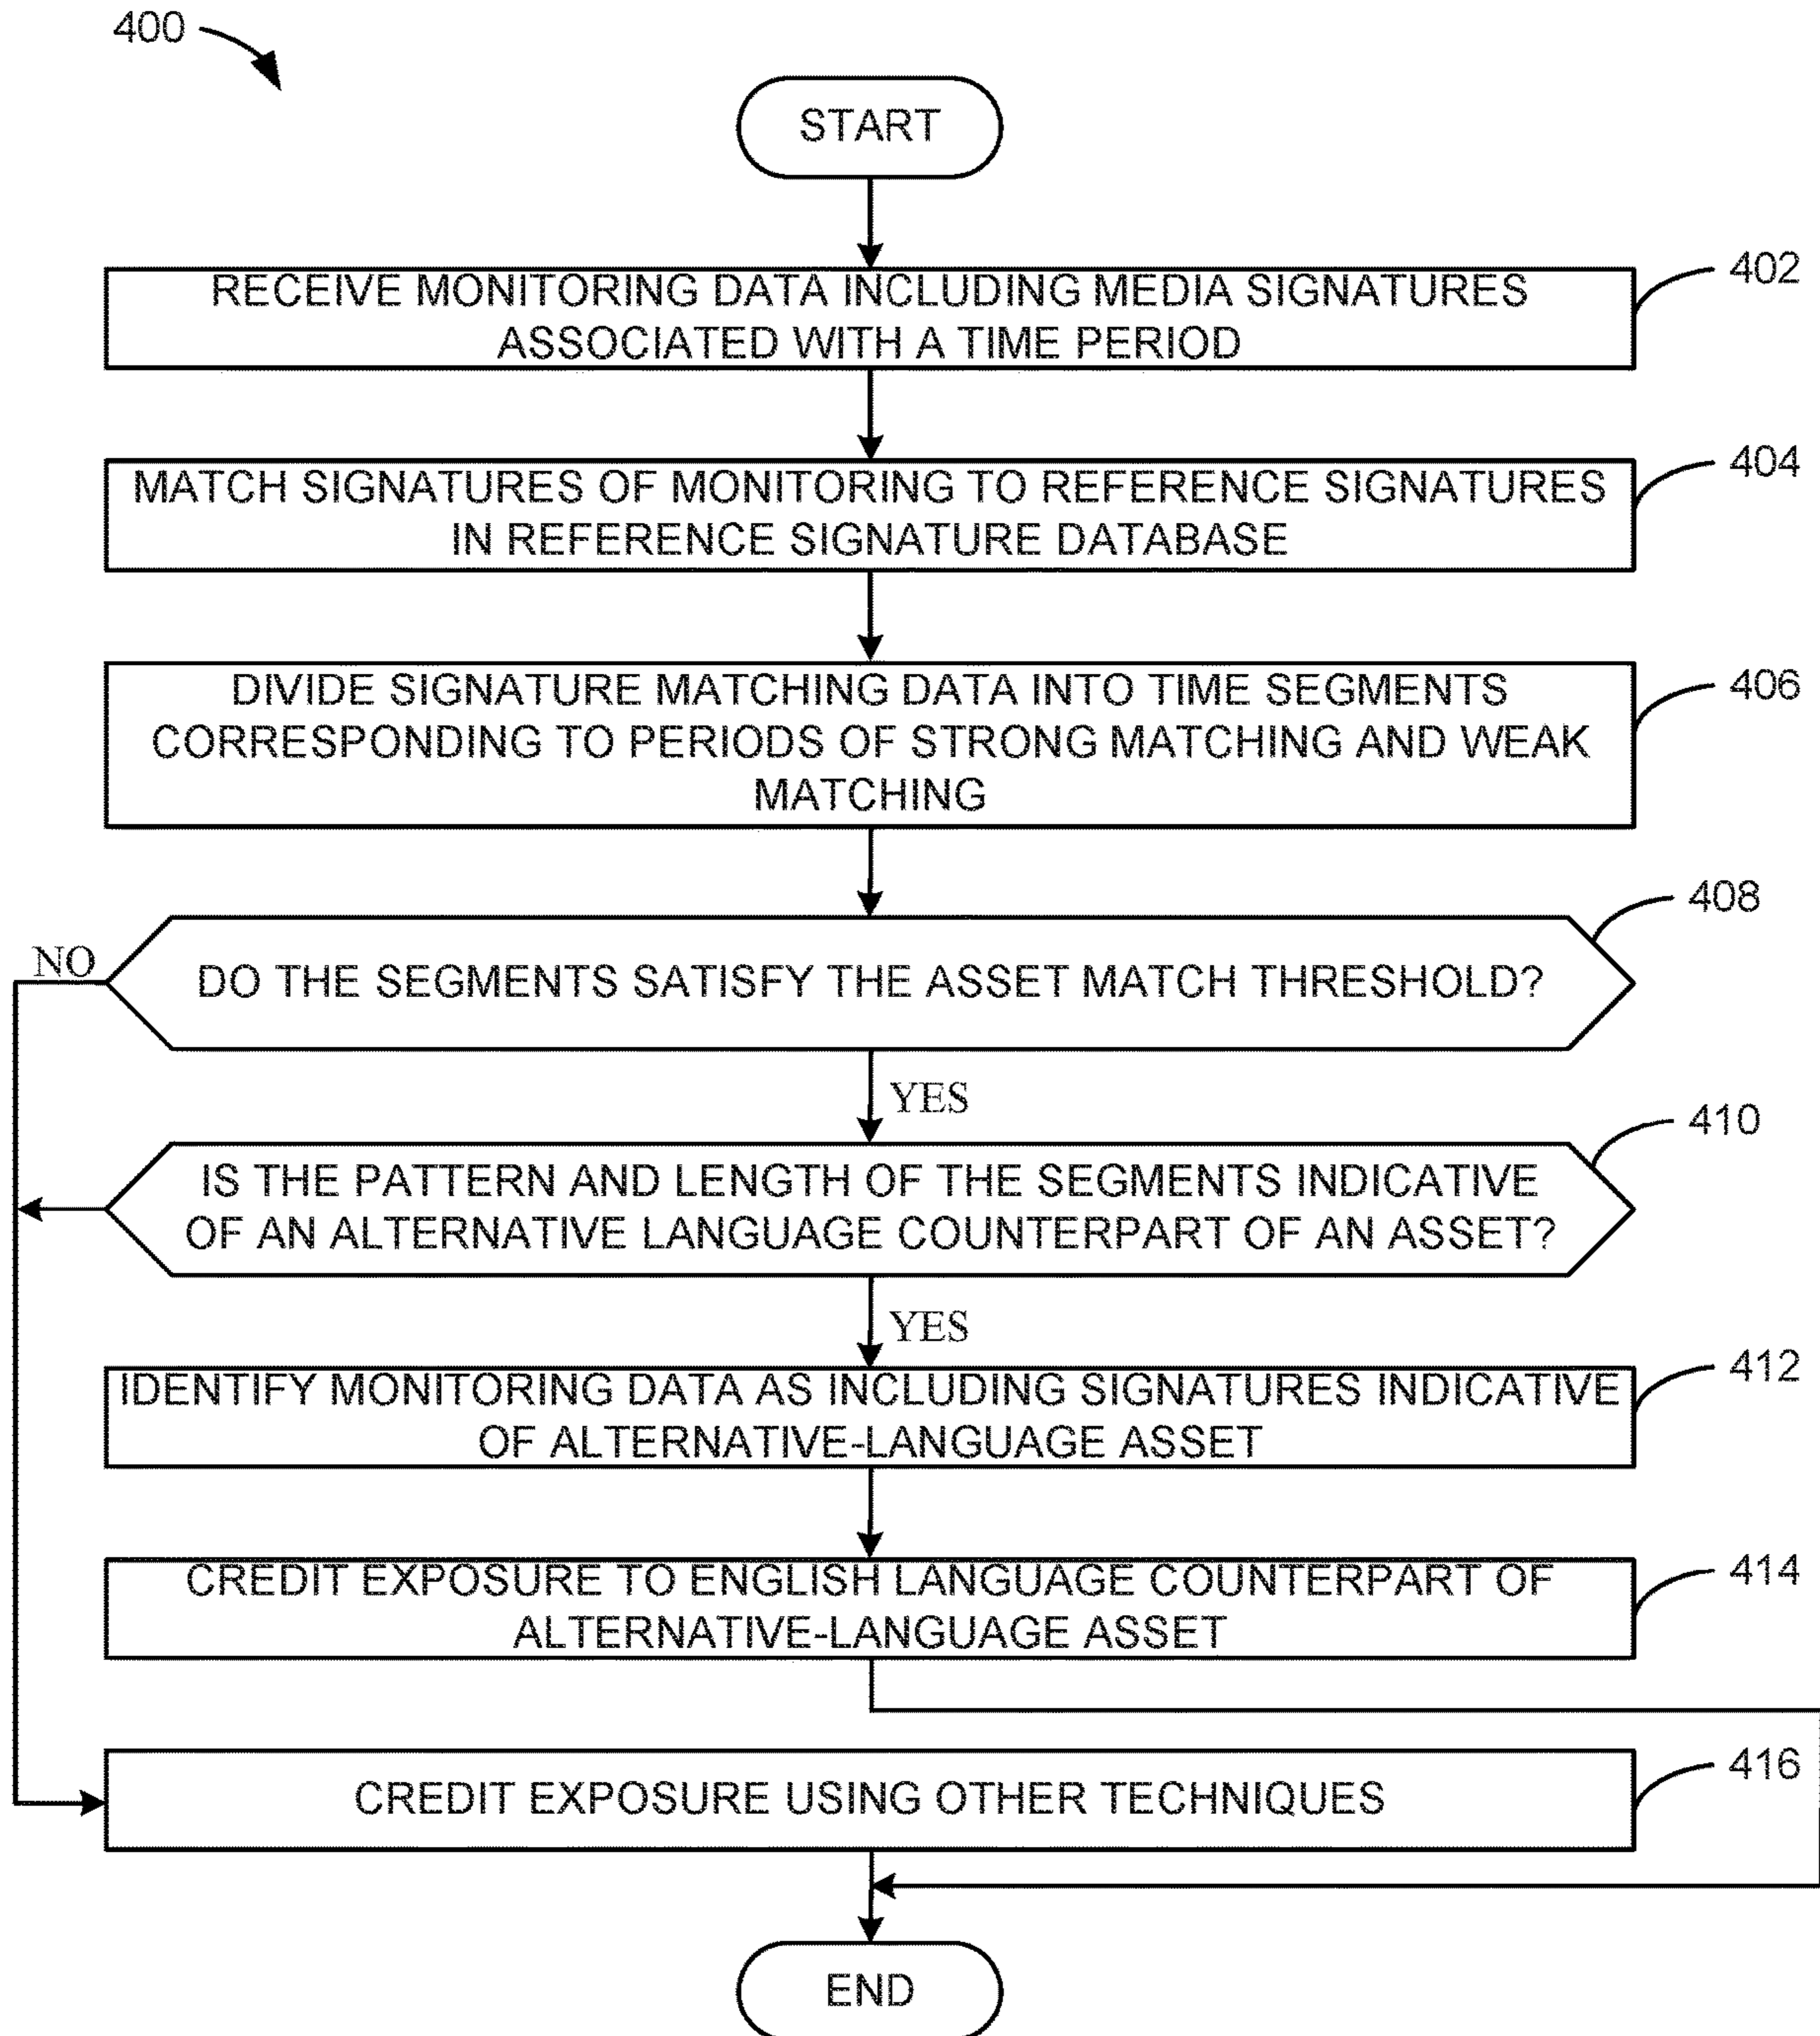 400
START
RECEIVE MONITORING DATA INCLUDING MEDIA SIGNATURES
ASSOCIATED WITH A TIME PERIOD
402
MATCH SIGNATURES OF MONITORING TO REFERENCE SIGNATURES
IN REFERENCE SIGNATURE DATABASE
404
DIVIDE SIGNATURE MATCHING DATA INTO TIME SEGMENTS
CORRESPONDING TO PERIODS OF STRONG MATCHING AND WEAK
MATCHING
406
DO THE SEGMENTS SATISFY THE ASSET MATCH THRESHOLD?
408
NO
YES
IS THE PATTERN AND LENGTH OF THE SEGMENTS INDICATIVE
OF AN ALTERNATIVE LANGUAGE COUNTERPART OF AN ASSET?
410
YES
IDENTIFY MONITORING DATA AS INCLUDING SIGNATURES INDICATIVE
OF ALTERNATIVE-LANGUAGE ASSET
412
CREDIT EXPOSURE TO ENGLISH LANGUAGE COUNTERPART OF
ALTERNATIVE-LANGUAGE ASSET
414
CREDIT EXPOSURE USING OTHER TECHNIQUES
416
END